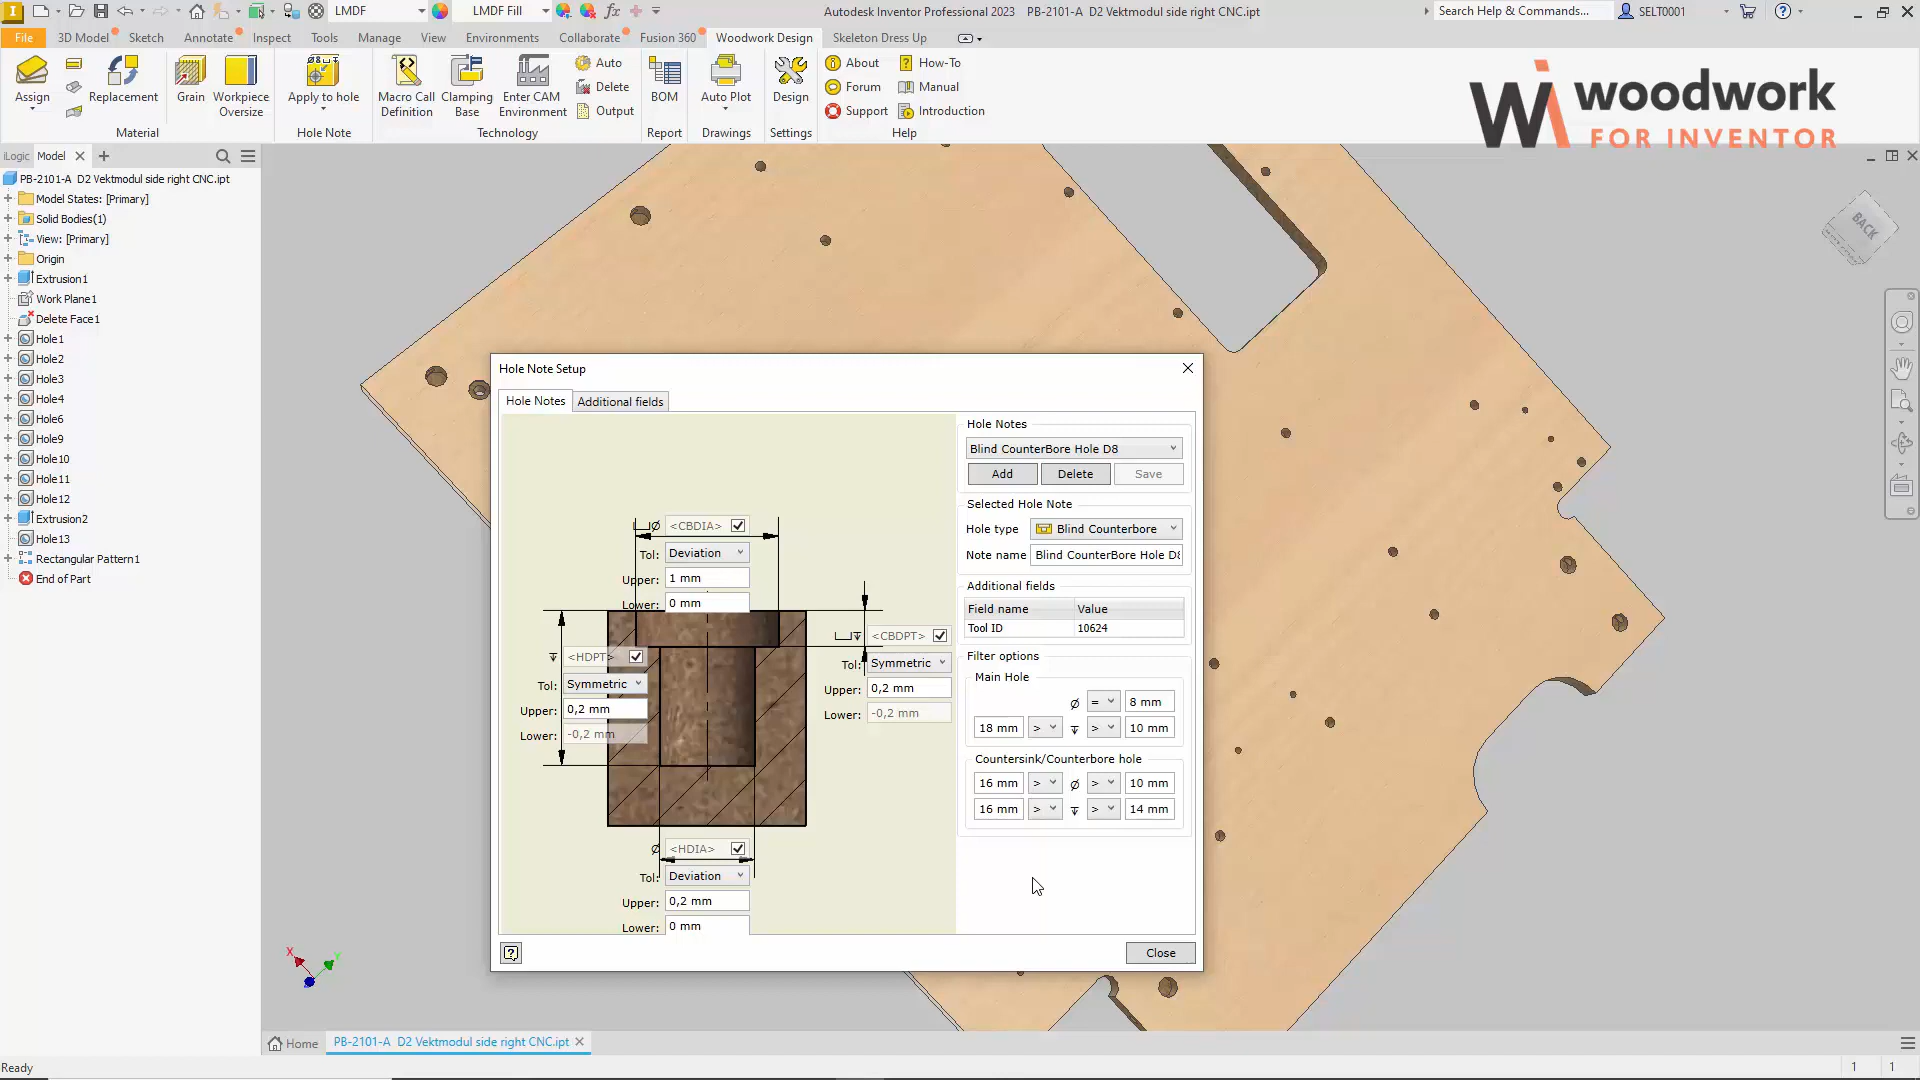 LMDF
LMDF Fill
Autodesk Inventor Professional 2023 PB-2101-A D2 Vektmodul side right CNC.ipt
Search Help & Commands...
SELT0001
File
3D Model
Sketch
Annotate
Inspect
Tools
Manage
View
Environments
Collaborate
Fusion 360
Woodwork Design
Skeleton Dress Up
Assign
Replacement
Grain
Workpiece
Oversize
Apply to hole
Macro Call
Definition
Clamping
Base
Enter CAM
Environment
Auto
Delete
Output
BOM
Auto Plot
Design
About
Forum
Support
How-To
Manual
Introduction
Material
Hole Note
Technology
Report
Drawings
Settings
Help
woodwork
FOR INVENTOR
iLogic
Model
PB-2101-A D2 Vektmodul side right CNC.ipt
Model States: [Primary]
Solid Bodies(1)
View: [Primary]
Origin
Extrusion1
Work Plane1
Delete Face1
Hole1
Hole2
Hole3
Hole4
Hole6
Hole9
Hole10
Hole11
Hole12
Extrusion2
Hole13
Rectangular Pattern1
End of Part
BACK
Hole Note Setup
Hole Notes
Additional fields
<CBDIA>
Tol: Deviation
Upper: 1 mm
Lower: 0 mm
<HDPT>
Tol: Symmetric
Upper: 0,2 mm
Lower: -0,2 mm
<CBDPT>
Tol: Symmetric
Upper: 0,2 mm
Lower: -0,2 mm
<HDIA>
Tol: Deviation
Upper: 0,2 mm
Lower: 0 mm
Hole Notes
Blind CounterBore Hole D8
Add
Delete
Save
Selected Hole Note
Hole type Blind Counterbore
Note name Blind CounterBore Hole D8
Additional fields
Field name Value
Tool ID 10624
Filter options
Main Hole
Ø = 8 mm
18 mm > > 10 mm
Countersink/Counterbore hole
16 mm > Ø > 10 mm
16 mm > > 14 mm
Close
X
Y
Home
PB-2101-A D2 Vektmodul side right CNC.ipt
Ready
1
1